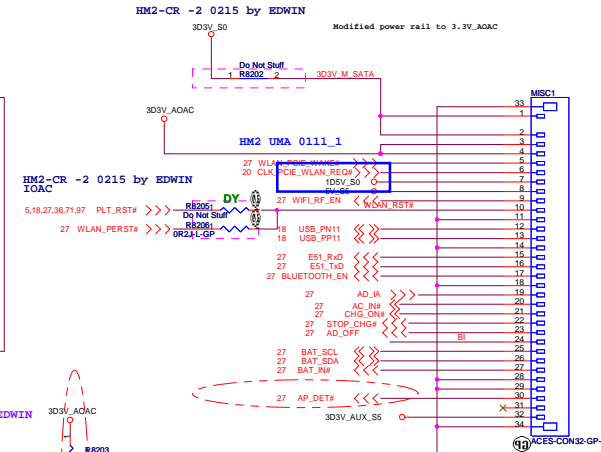 HM2-CR -2 0215 by EDWIN
3D3V_S0
Modified power rail to 3.3V_AOAC
Do Not Stuff
1 R8202 2
3D3V_M_SATA
MISC1
33
1
3D3V_AOAC
2
HM2 UMA 0111_1
3
4
27 WLAN_PCIE_WAKE#
5
20 CLK_PCIE_WLAN_REQ#
6
HM2-CR -2 0215 by EDWIN
IOAC
1D5V_S0
7
5V_S5
8
DY
27 WIFI_RF_EN
9
R82051
WLAN_RST#
10
5,18,27,36,71,97 PLT_RST#
Do Not Stuff
11
R82061
27 WLAN_PERST#
0R2J-L-GP
18 USB_PN11
12
18 USB_PP11
13
14
27 E51_RxD
15
27 E51_TxD
16
27 BLUETOOTH_EN
17
18
27 AD_IA
19
27 AC_IN#
20
27 CHG_ON#
21
27 STOP_CHG#
22
27 AD_OFF
23
BI
24
27 BAT_SCL
25
27 BAT_SDA
26
27 BAT_IN#
27
28
29
27 AP_DET#
30
31
EDWIN
3D3V_AOAC
3D3V_AUX_S5
32
34
1
R8203
ACES-CON32-GP-